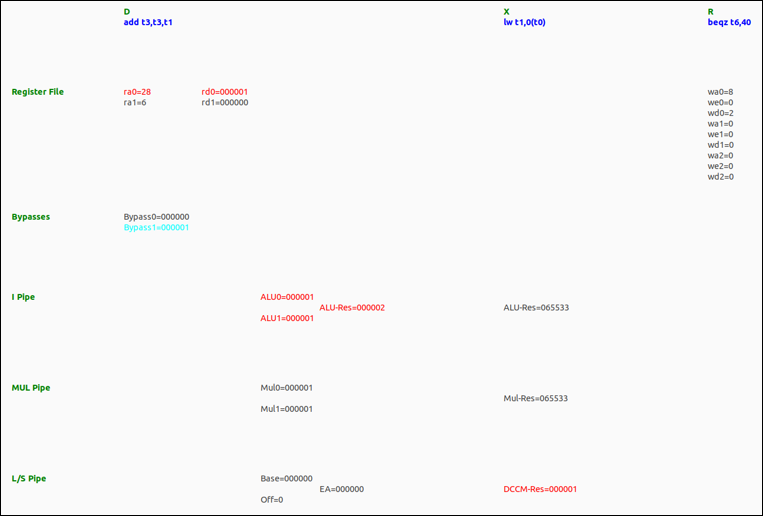 D X R
add t3,t3,t1 lw t1,0(t0) beqz t6,40
Register File ra0=28 rd0=000001 wa0=8
ra1=6 rd1=000000 we0=0
wd0=2
wa1=0
we1=0
wd1=0
wa2=0
we2=0
wd2=0
Bypasses Bypass0=000000
Bypass1=000001
I Pipe ALU0=000001
ALU-Res=000002 ALU-Res=065533
ALU1=000001
MUL Pipe Mul0=000001
Mul-Res=065533
Mul1=000001
L/S Pipe Base=000000
EA=000000 DCCM-Res=000001
Off=0